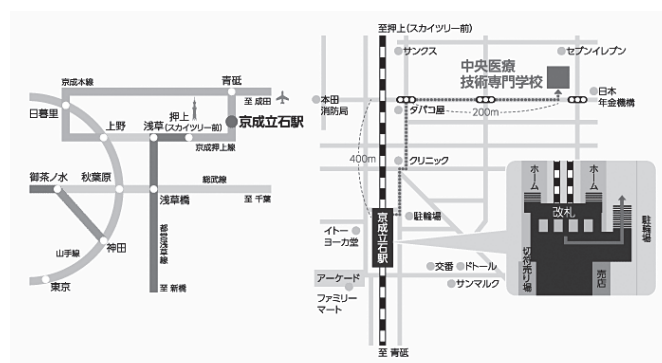 京成本線
青砥
至 成田
日暮里
上野
浅草
押上
(スカイツリー前)
京成立石駅
京成押上線
御茶ノ水
秋葉原
総武線
浅草橋
至 千葉
都営浅草線
神田
山手線
東京
至 新橋
至 押上(スカイツリー前)
サンクス
セブンイレブン
中央医療
技術専門学校
本田
消防局
タバコ屋
200m
日本
年金機構
400m
クリニック
駐輪場
京成立石駅
イトー
ヨーカ堂
交番
ドトール
サンマルク
アーケード
ファミリー
マート
至 青砥
ホーム
ホーム
改札
切符売り場
売店
駐輪場